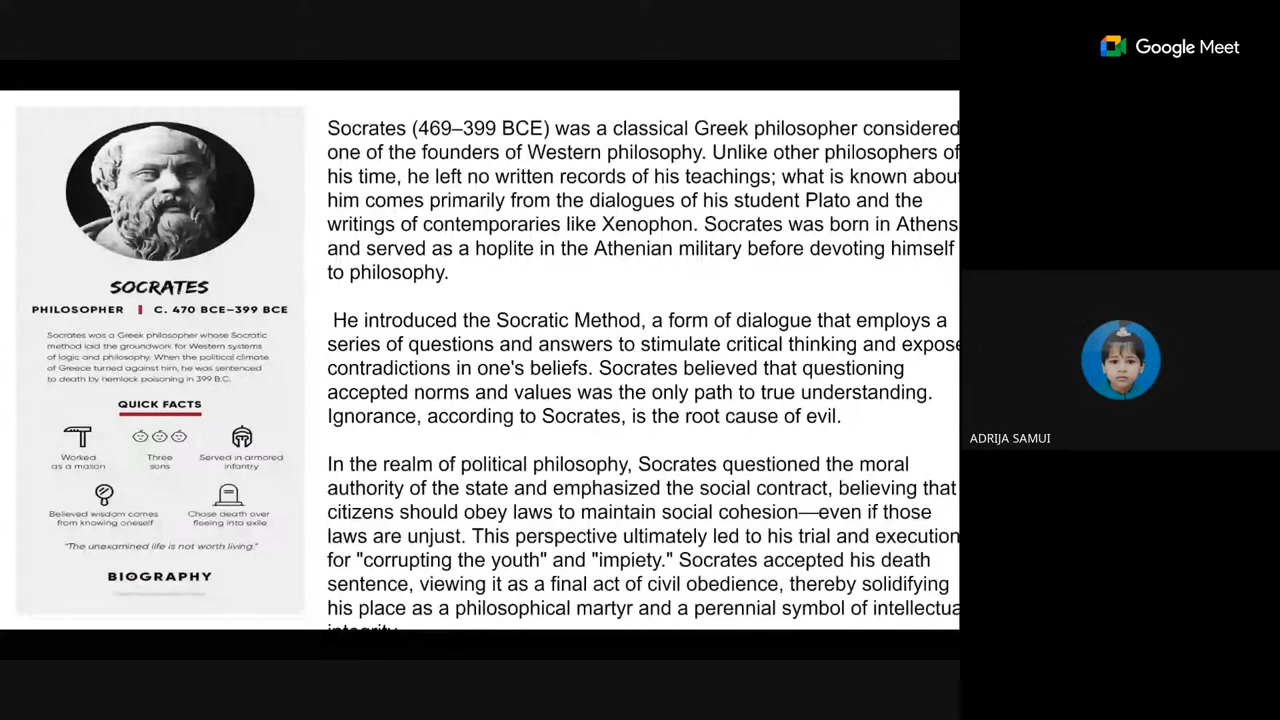 Google Meet
SOCRATES
PHILOSOPHER | C. 470 BCE–399 BCE
Socrates was a Greek philosopher whose Socratic
method laid the groundwork for Western systems
of logic and philosophy. When the political climate
of Greece turned against him, he was sentenced
to death by hemlock poisoning in 399 B.C.
QUICK FACTS
Worked
as a mason
Three
sons
Served in armored
infantry
Believed wisdom comes
from knowing oneself
Chose death over
fleeing into exile
"The unexamined life is not worth living."
BIOGRAPHY
Socrates (469–399 BCE) was a classical Greek philosopher considered
one of the founders of Western philosophy. Unlike other philosophers of
his time, he left no written records of his teachings; what is known abou
him comes primarily from the dialogues of his student Plato and the
writings of contemporaries like Xenophon. Socrates was born in Athens
and served as a hoplite in the Athenian military before devoting himself
to philosophy.
He introduced the Socratic Method, a form of dialogue that employs a
series of questions and answers to stimulate critical thinking and expose
contradictions in one's beliefs. Socrates believed that questioning
accepted norms and values was the only path to true understanding.
Ignorance, according to Socrates, is the root cause of evil.
In the realm of political philosophy, Socrates questioned the moral
authority of the state and emphasized the social contract, believing that
citizens should obey laws to maintain social cohesion—even if those
laws are unjust. This perspective ultimately led to his trial and execution
for "corrupting the youth" and "impiety." Socrates accepted his death
sentence, viewing it as a final act of civil obedience, thereby solidifying
his place as a philosophical martyr and a perennial symbol of intellectua
integrity.
ADRIJA SAMUI